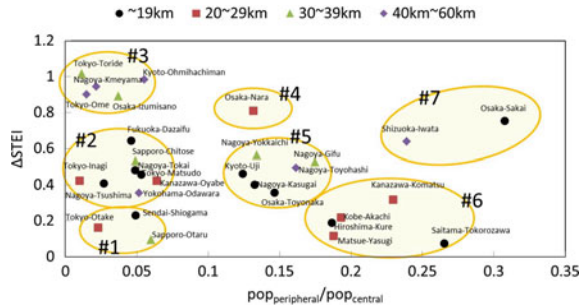 ~19km 20~29km 30~39km 40km~60km
ΔSTEI
1.2
1
0.8
0.6
0.4
0.2
0
0 0.05 0.1 0.15 0.2 0.25 0.3 0.35
pop_peripheral/pop_central
#3
Tokyo-Toride
Nagoya-Kmeyama
Kyoto-Ohmihachiman
Tokyo-Ome
Osaka-Izumisano
#4
Osaka-Nara
#7
Osaka-Sakai
Shizuoka-Iwata
#2
Fukuoka-Dazaifu
Sapporo-Chitose
Nagoya-Tokai
Tokyo-Inagi
Tokyo-Matsudo
Kanazawa-Oyabe
Nagoya-Tsushima
Yokohama-Odawara
#5
Nagoya-Yokkaichi
Nagoya-Gifu
Kyoto-Uji
Nagoya-Toyohashi
Nagoya-Kasugai
Osaka-Toyonaka
#6
Kanazawa-Komatsu
Kobe-Akachi
Hiroshima-Kure
Saitama-Tokorozawa
Matsue-Yasugi
#1
Tokyo-Otake
Sendai-Shiogama
Sapporo-Otaru